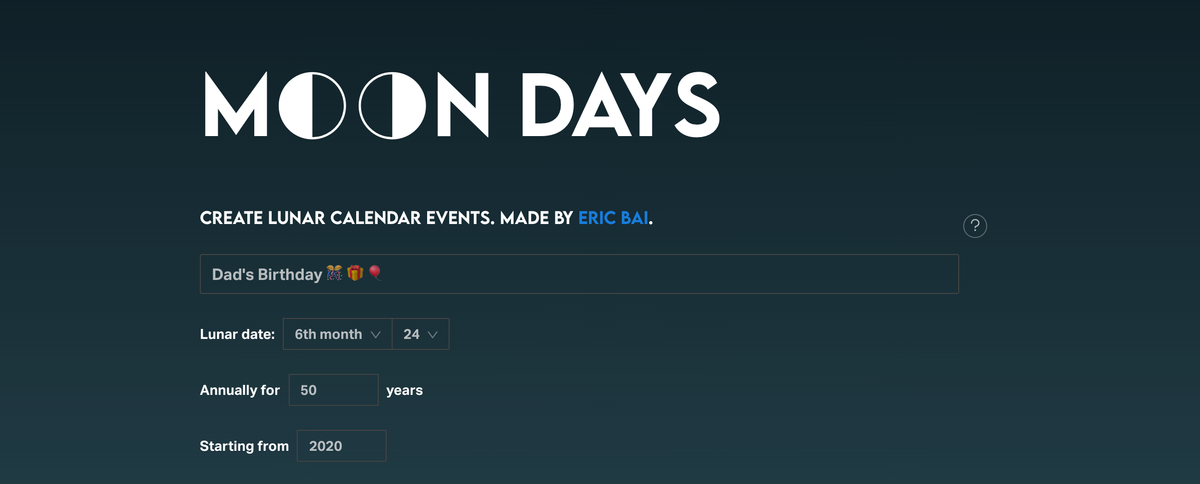 MOON DAYS
CREATE LUNAR CALENDAR EVENTS. MADE BY ERIC BAI.
?
Dad's Birthday 🎊🎁🎈
Lunar date: 6th month 24
Annually for 50 years
Starting from 2020